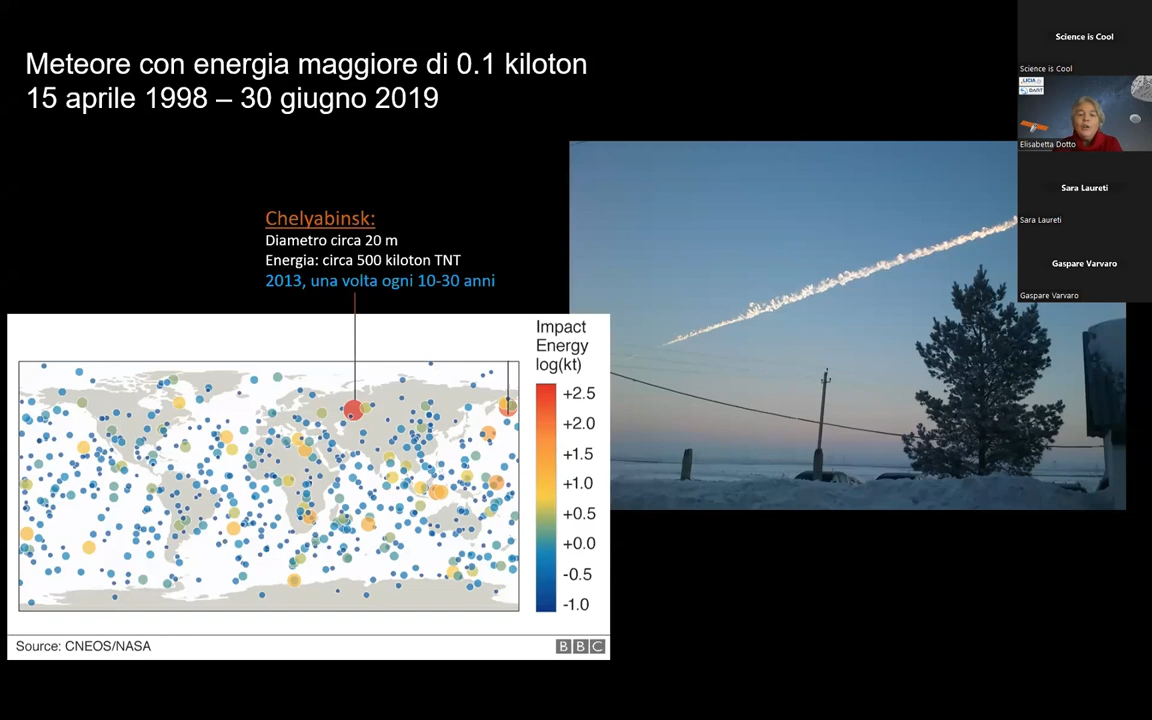 Meteore con energia maggiore di 0.1 kiloton
15 aprile 1998 – 30 giugno 2019
Chelyabinsk:
Diametro circa 20 m
Energia: circa 500 kiloton TNT
2013, una volta ogni 10-30 anni
Impact
Energy
log(kt)
+2.5
+2.0
+1.5
+1.0
+0.5
+0.0
-0.5
-1.0
Source: CNEOS/NASA
BBC
Science is Cool
Science is Cool
LICIA
DART
Elisabetta Dotto
Sara Laureti
Sara Laureti
Gaspare Varvaro
Gaspare Varvaro